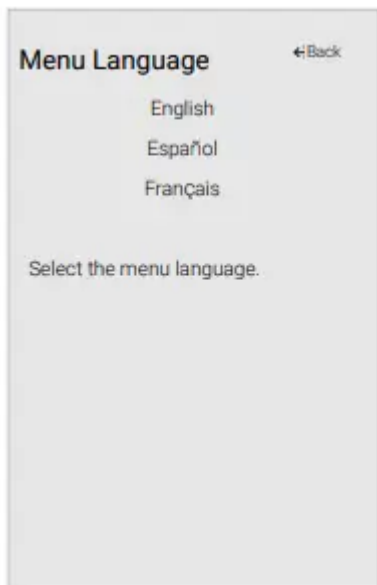 Menu Language ←Back
English
Español
Français
Select the menu language.